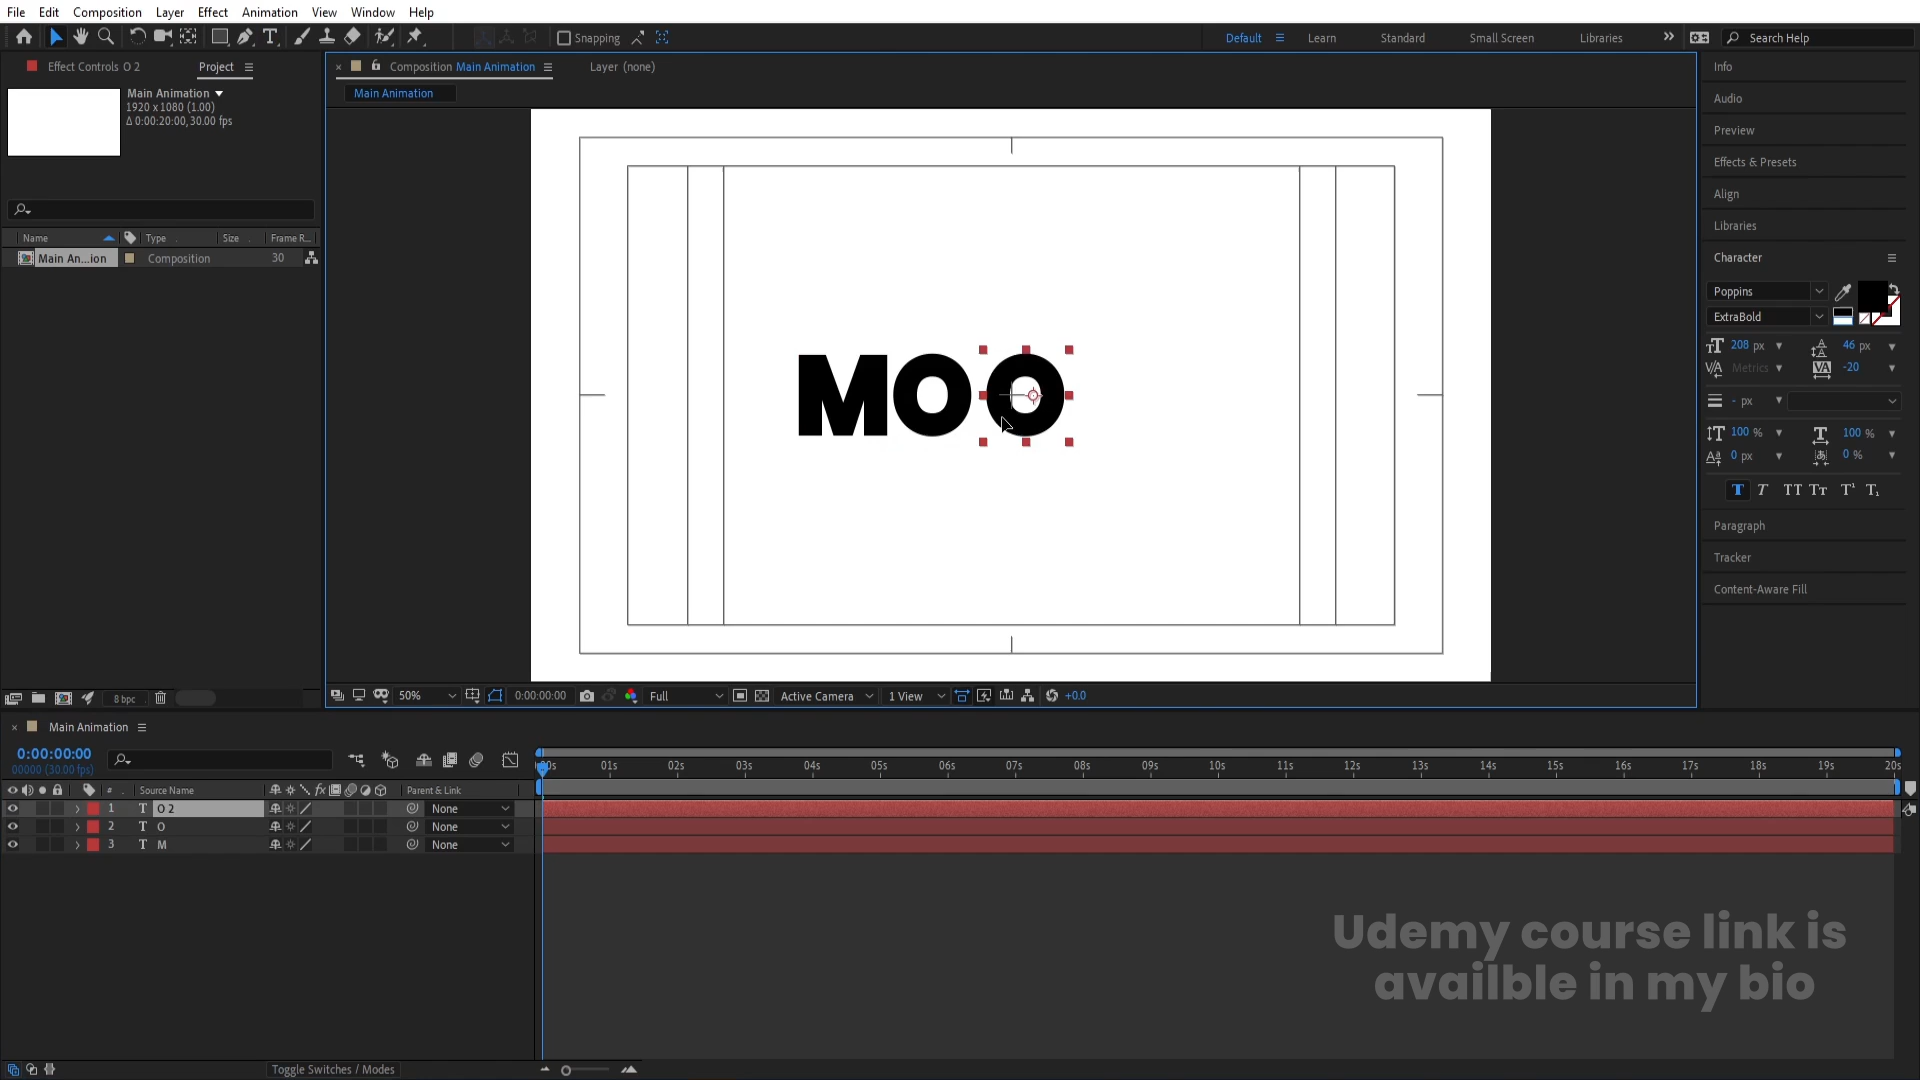 File Edit Composition Layer Effect Animation View Window Help
Snapping Default Learn Standard Small Screen Libraries Search Help
Effect Controls O 2 Project
Main Animation
1920 x 1080 (1.00)
Δ 0:00:20:00, 30.00 fps
Name Type Size Frame R...
Main An...ion Composition 30
8 bpc
Composition Main Animation Layer (none)
Main Animation
MOO
50% 0:00:00:00 Full Active Camera 1 View +0.0
Info
Audio
Preview
Effects & Presets
Align
Libraries
Character
Poppins
ExtraBold
208 px 46 px
Metrics -20
- px
100 % 100 %
0 px 0 %
T T TT Tr T¹ T₁
Paragraph
Tracker
Content-Aware Fill
Main Animation
0:00:00:00
00000 (30.00 fps)
# Source Name Parent & Link
1 T O 2 None
2 T O None
3 T M None
00s 01s 02s 03s 04s 05s 06s 07s 08s 09s 10s 11s 12s 13s 14s 15s 16s 17s 18s 19s 20s
Udemy course link is
availble in my bio
Toggle Switches / Modes